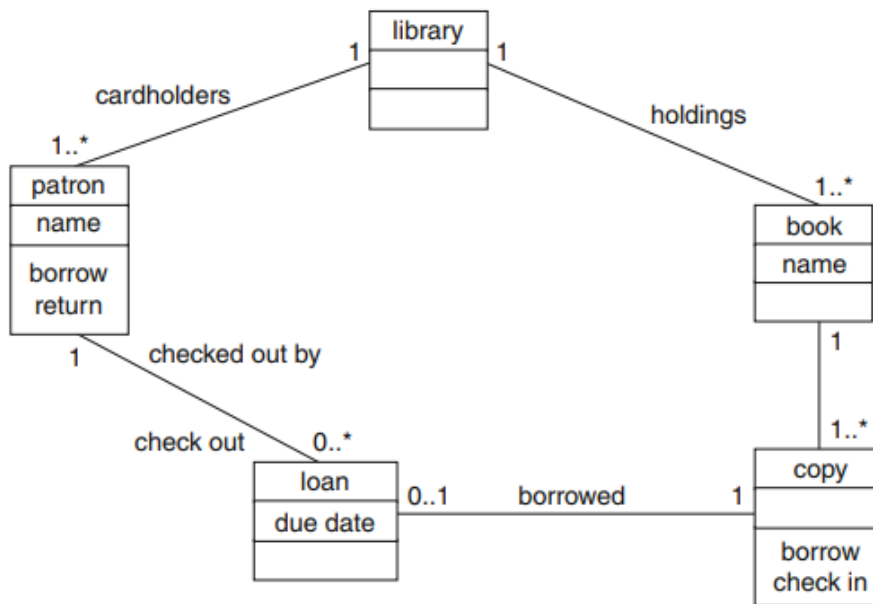 library
1
1
cardholders
holdings
1..*
1..*
patron
name
borrow
return
book
name
1
1
checked out by
check out
0..*
1..*
loan
due date
0..1
borrowed
1
copy
borrow
check in